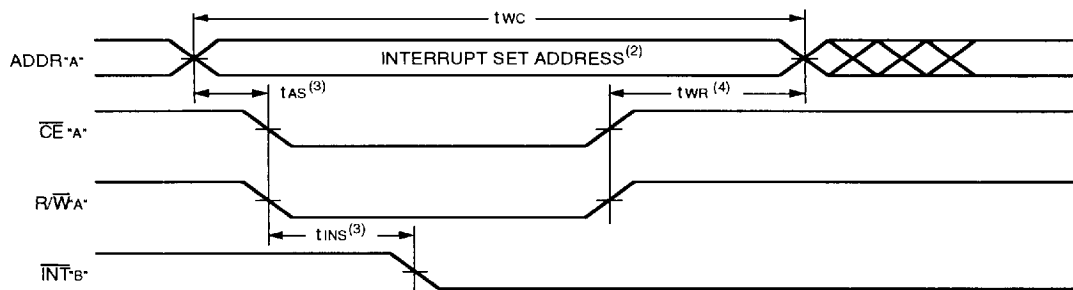 tWC
ADDR"A"
INTERRUPT SET ADDRESS(2)
tAS(3)
tWR(4)
CE"A"
R/W"A"
tINS(3)
INT"B"